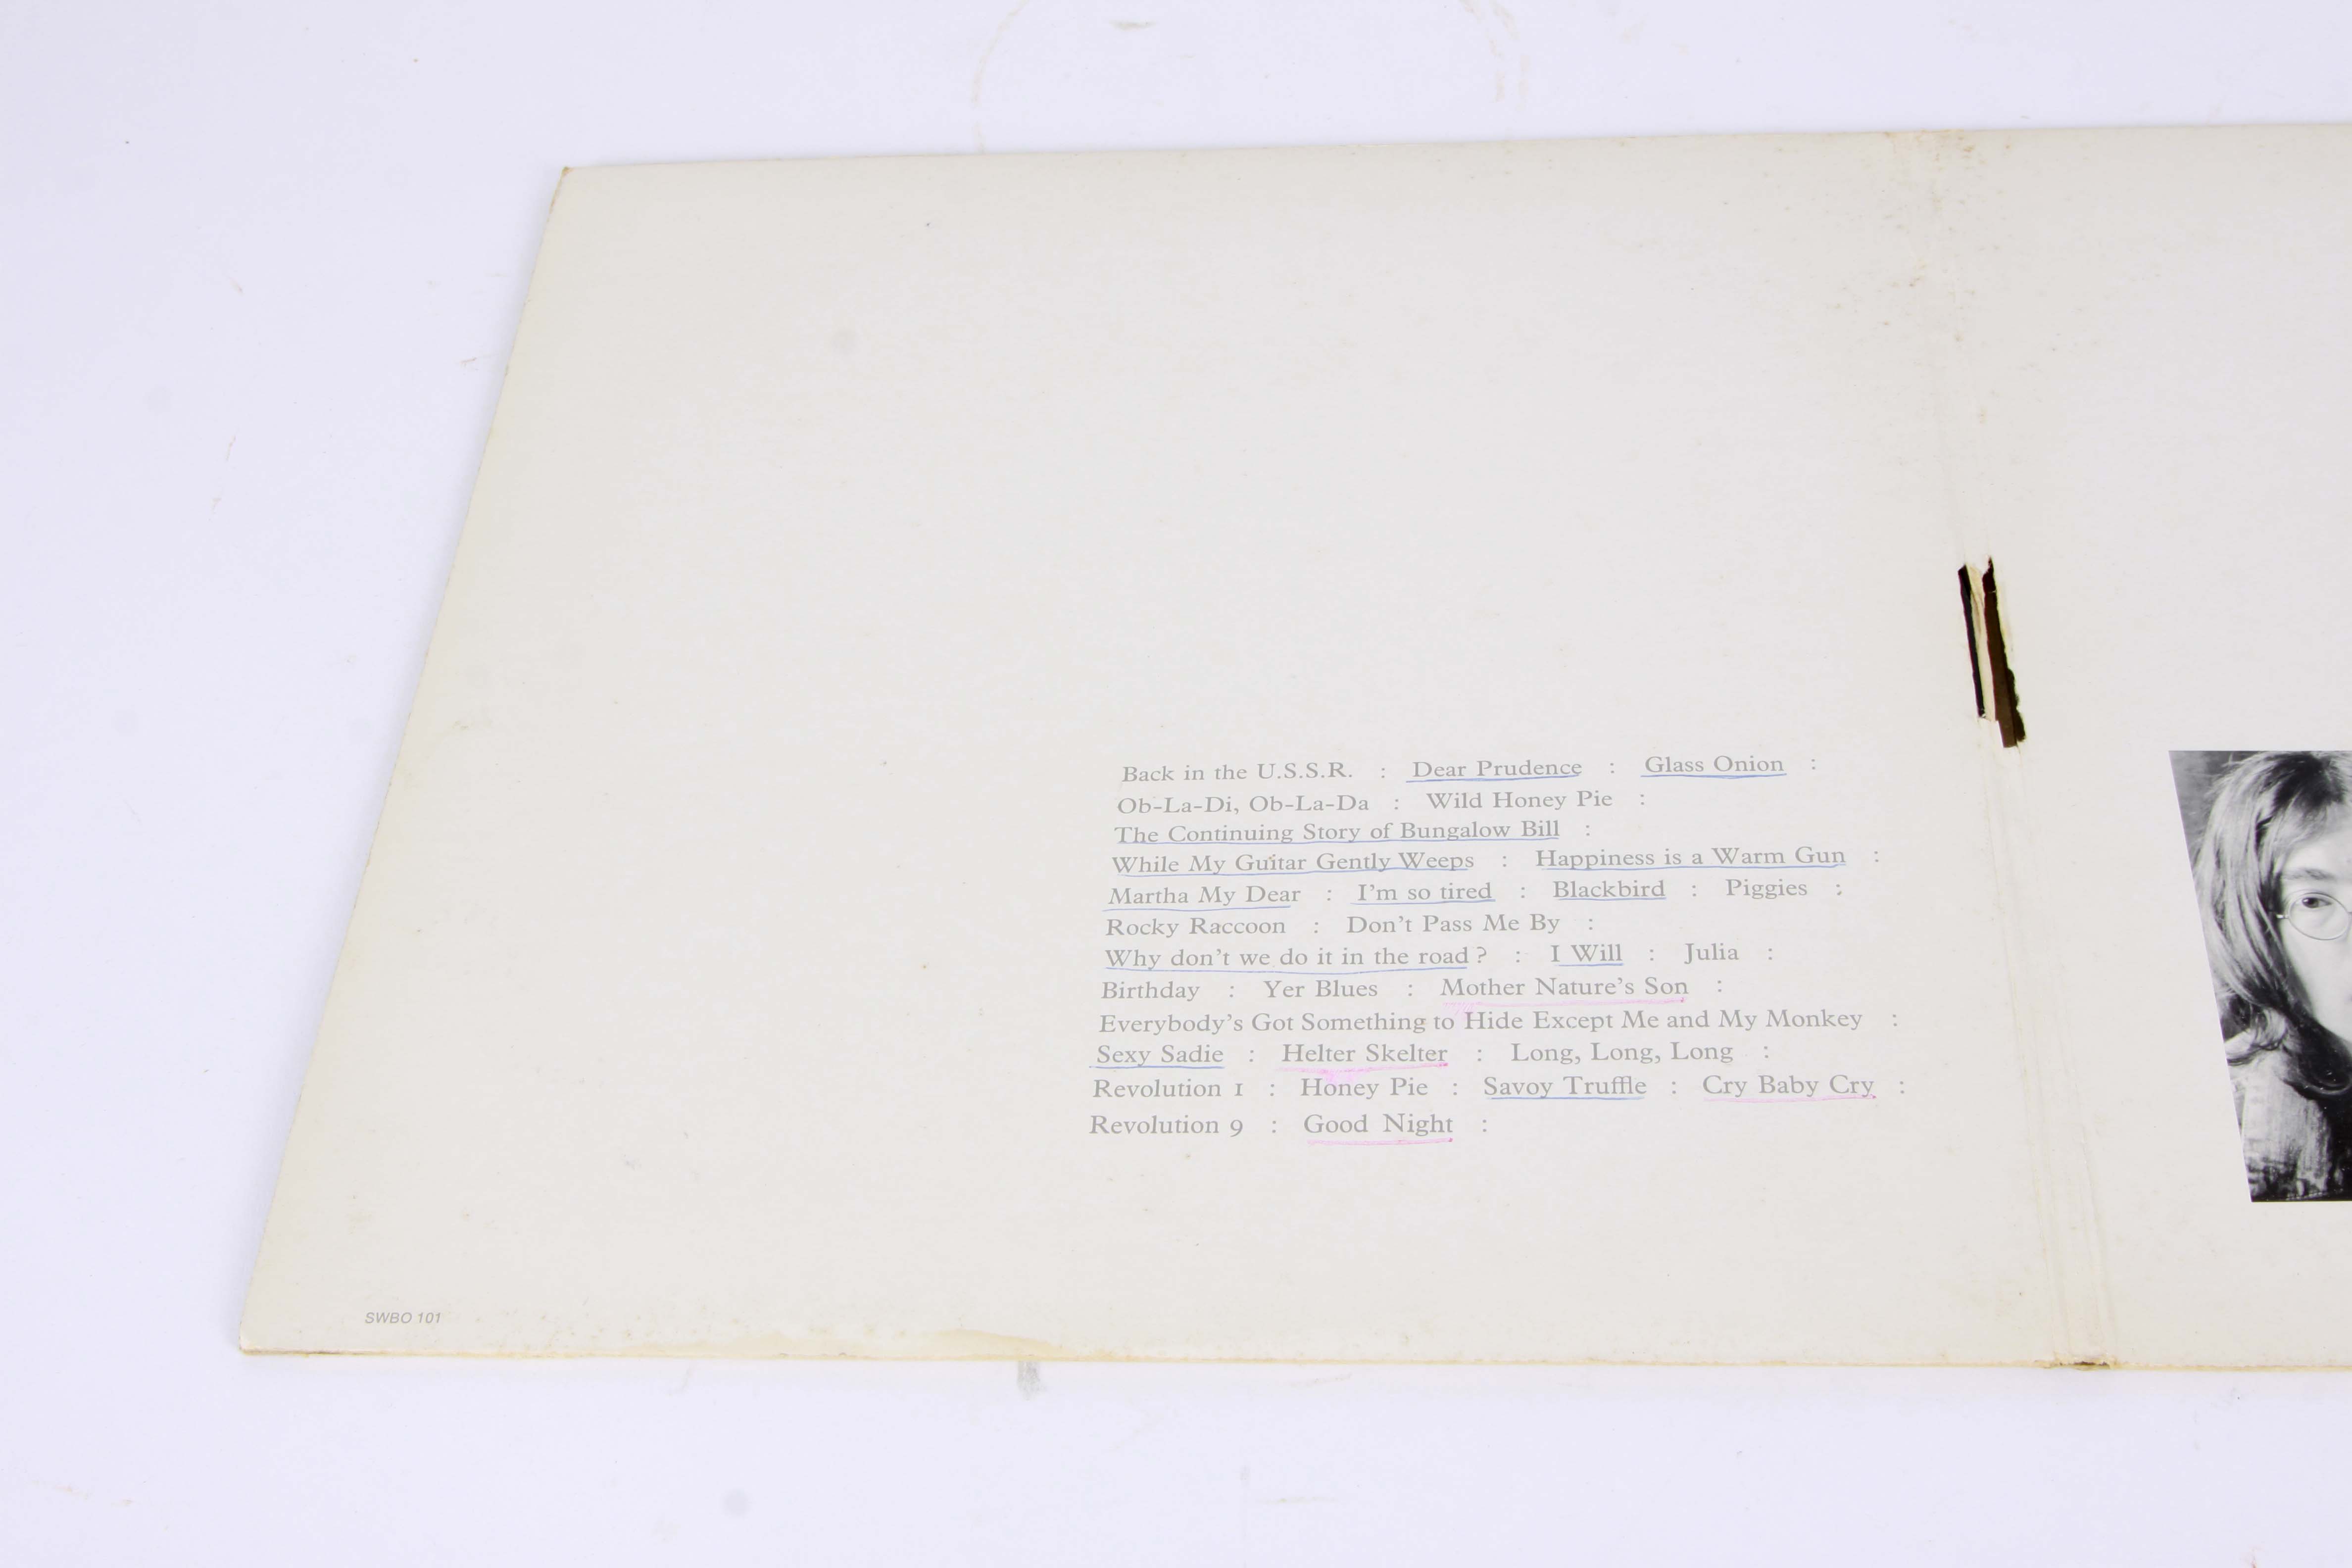 Back in the U.S.S.R. : Dear Prudence : Glass Onion :
Ob-La-Di, Ob-La-Da : Wild Honey Pie :
The Continuing Story of Bungalow Bill :
While My Guitar Gently Weeps : Happiness is a Warm Gun :
Martha My Dear : I'm so tired : Blackbird : Piggies :
Rocky Raccoon : Don't Pass Me By :
Why don't we do it in the road? : I Will : Julia :
Birthday : Yer Blues : Mother Nature's Son :
Everybody's Got Something to Hide Except Me and My Monkey :
Sexy Sadie : Helter Skelter : Long, Long, Long :
Revolution 1 : Honey Pie : Savoy Truffle : Cry Baby Cry :
Revolution 9 : Good Night :
SWBO 101